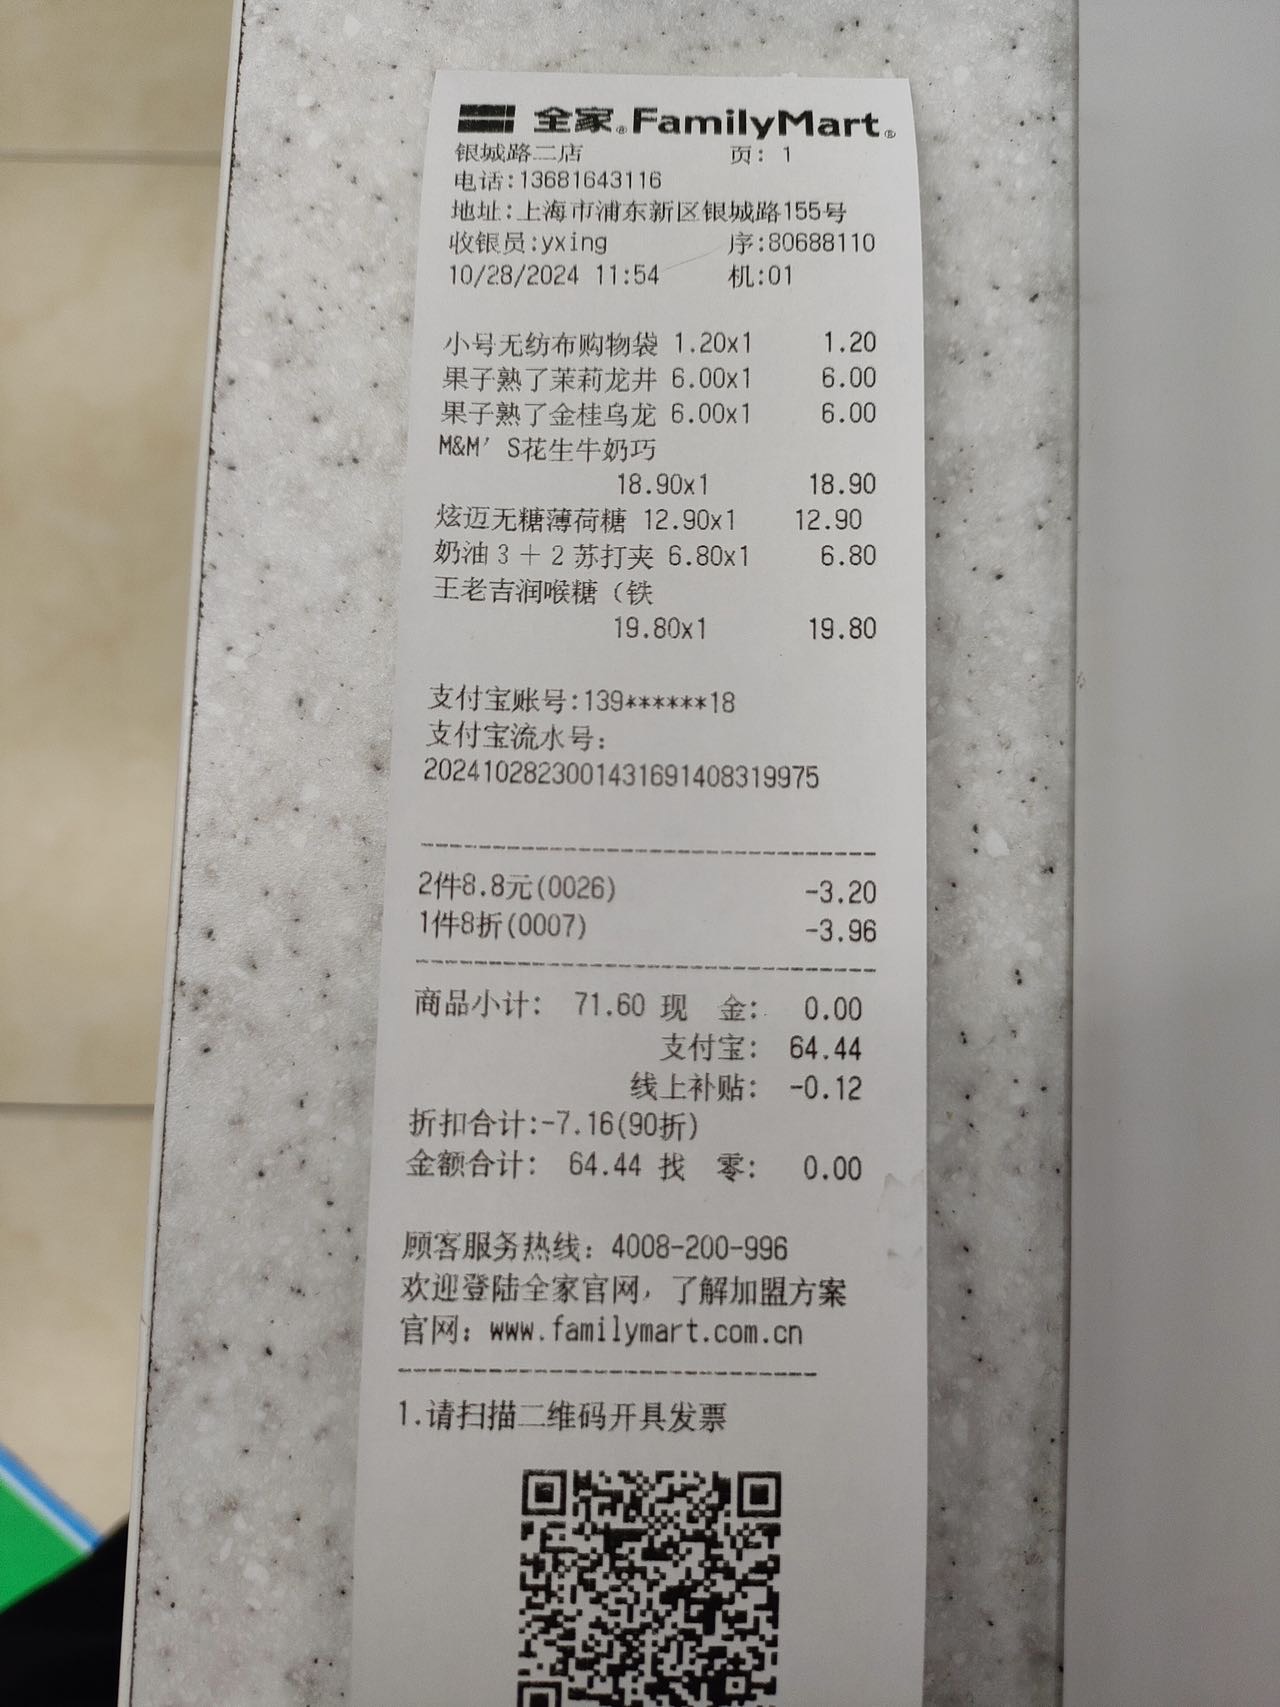 全家® FamilyMart®
银城路二店 页: 1
电话:13681643116
地址:上海市浦东新区银城路155号
收银员:yxing 序:80688110
10/28/2024 11:54 机:01
小号无纺布购物袋 1.20x1 1.20
果子熟了茉莉龙井 6.00x1 6.00
果子熟了金桂乌龙 6.00x1 6.00
M&M' S花生牛奶巧
18.90x1 18.90
炫迈无糖薄荷糖 12.90x1 12.90
奶油3+2苏打夹 6.80x1 6.80
王老吉润喉糖（铁
19.80x1 19.80
支付宝账号:139******18
支付宝流水号:
2024102823001431691408319975
2件8.8元(0026) -3.20
1件8折(0007) -3.96
商品小计: 71.60 现 金: 0.00
支付宝: 64.44
线上补贴: -0.12
折扣合计:-7.16(90折)
金额合计: 64.44 找 零: 0.00
顾客服务热线: 4008-200-996
欢迎登陆全家官网，了解加盟方案
官网: www.familymart.com.cn
1.请扫描二维码开具发票